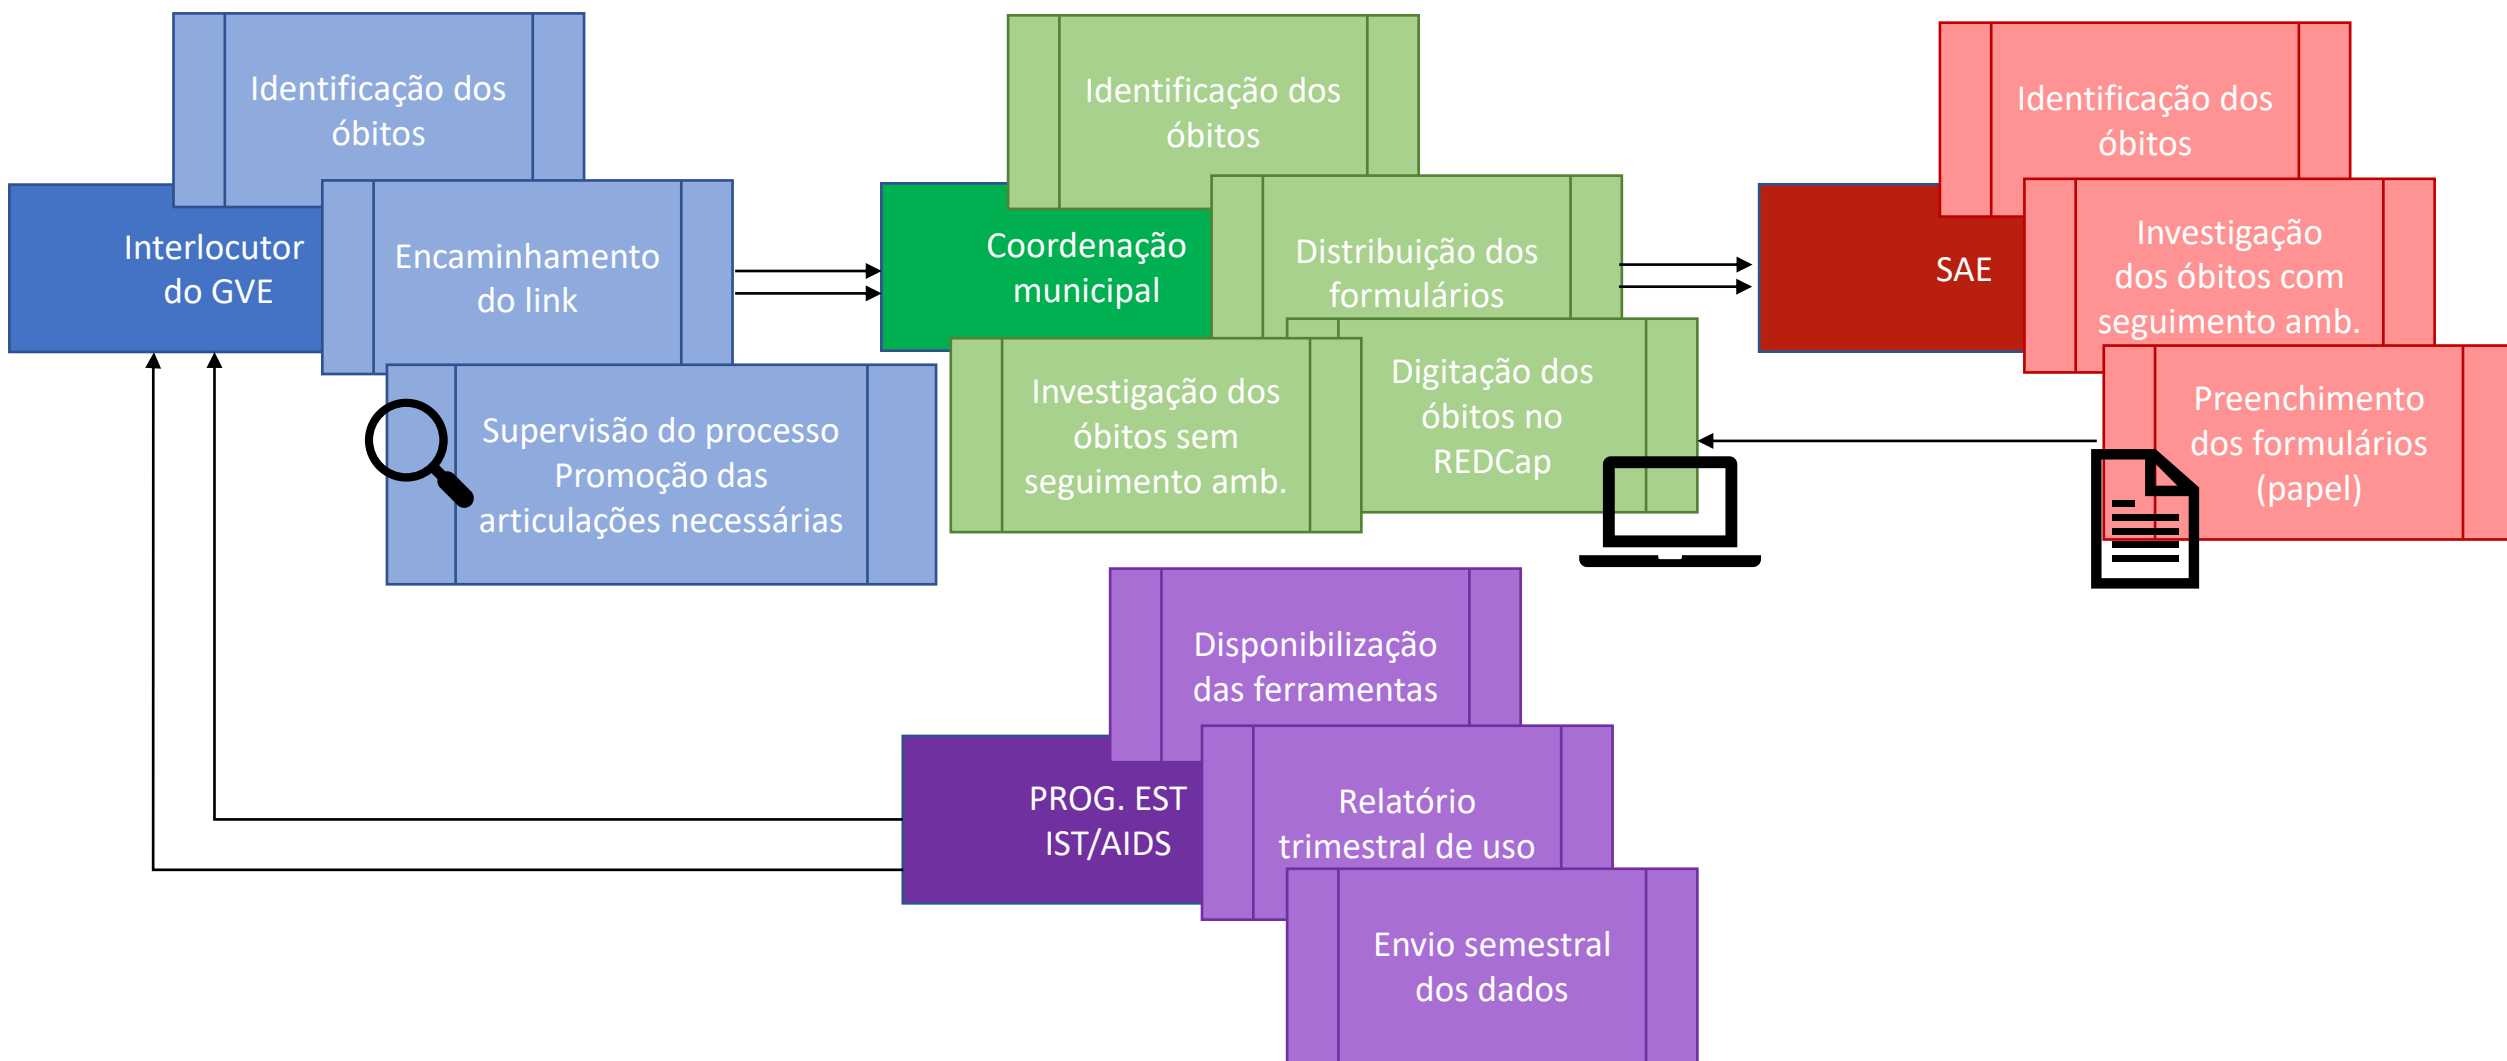 Identificação dos
óbitos
Interlocutor
do GVE
Encaminhamento
do link
Supervisão do processo
Promoção das
articulações necessárias
Identificação dos
óbitos
Coordenação
municipal
Distribuição dos
formulários
Investigação dos
óbitos sem
seguimento amb.
Digitação dos
óbitos no
REDCap
Identificação dos
óbitos
SAE
Investigação
dos óbitos com
seguimento amb.
Preenchimento
dos formulários
(papel)
Disponibilização
das ferramentas
PROG. EST
IST/AIDS
Relatório
trimestral de uso
Envio semestral
dos dados